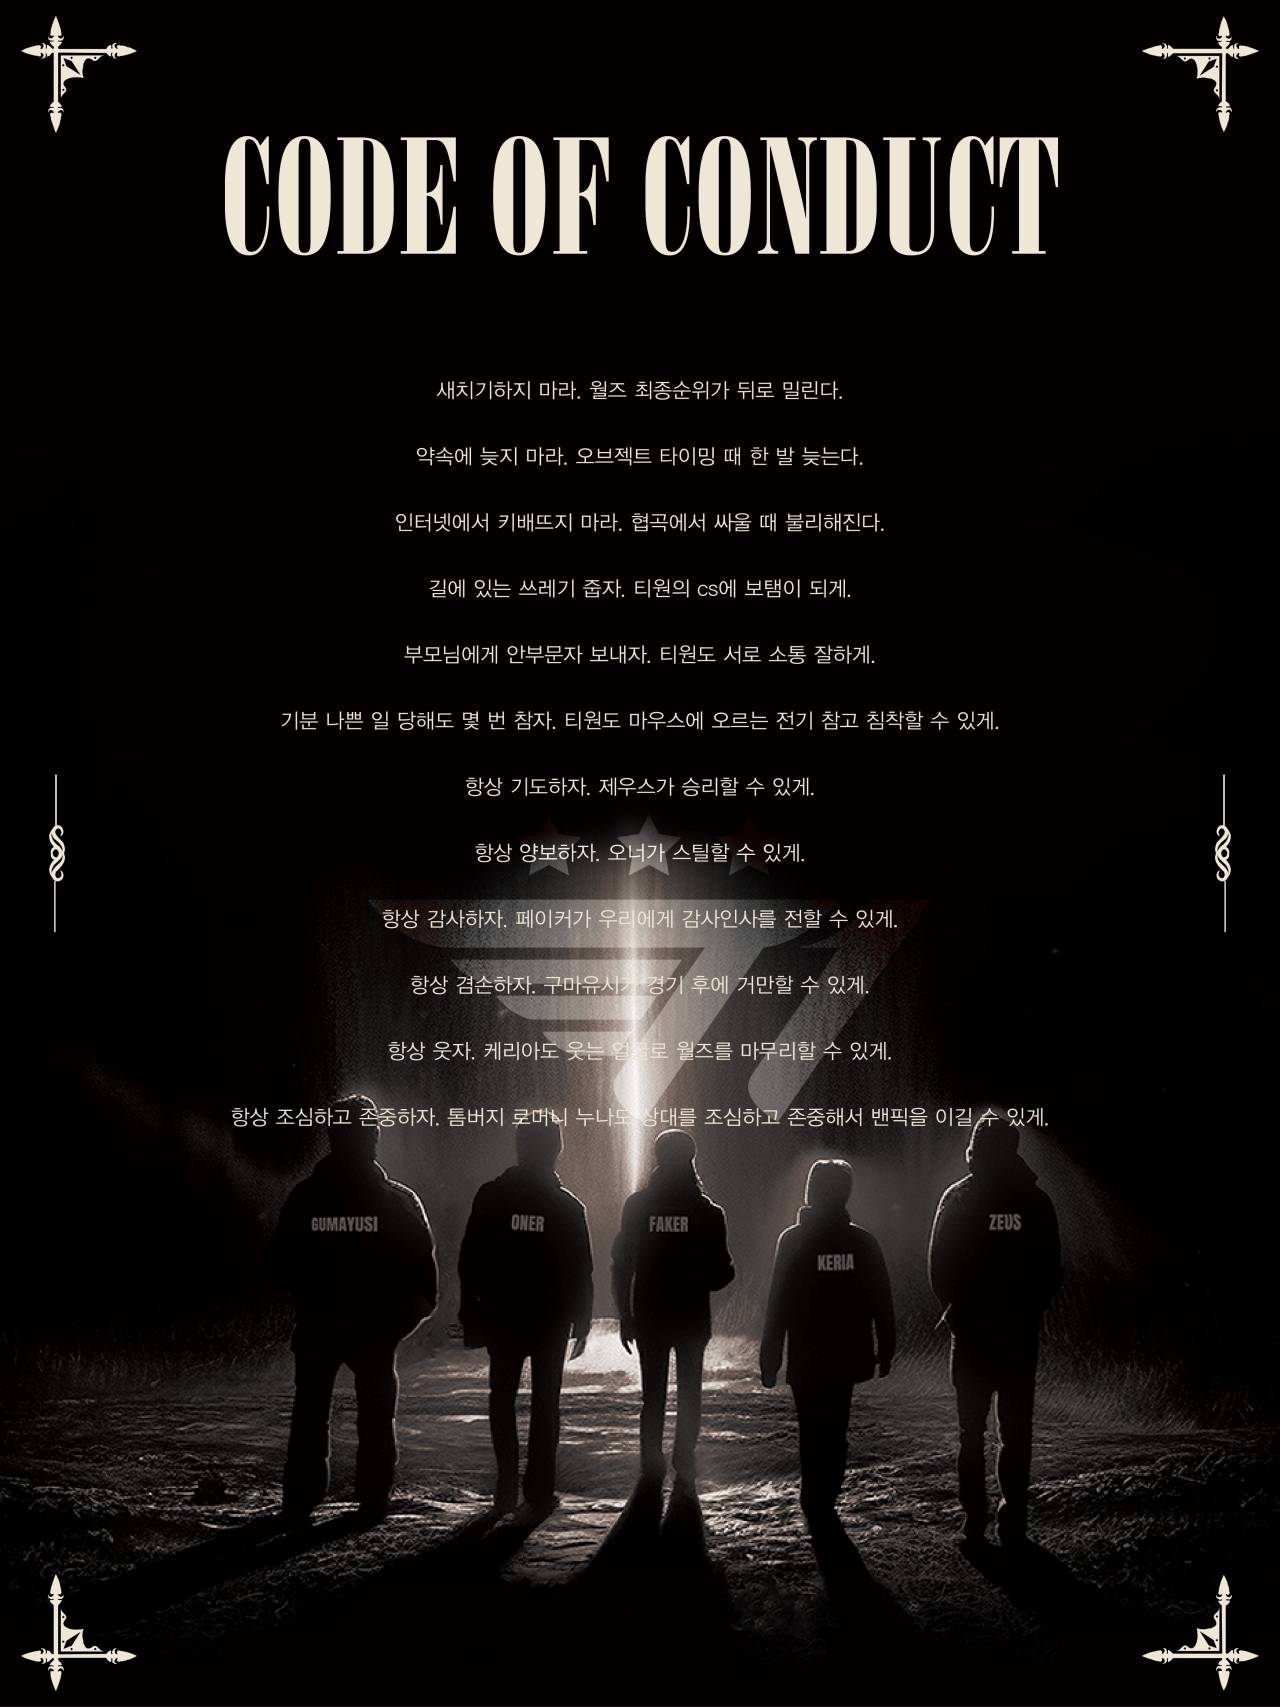 CODE OF CONDUCT
새치기하지 마라. 월즈 최종순위가 뒤로 밀린다.
약속에 늦지 마라. 오브젝트 타이밍 때 한 발 늦는다.
인터넷에서 키배뜨지 마라. 협곡에서 싸울 때 불리해진다.
길에 있는 쓰레기 줍자. 티원의 cs에 보탬이 되게.
부모님에게 안부문자 보내자. 티원도 서로 소통 잘하게.
기분 나쁜 일 당해도 몇 번 참자. 티원도 마우스에 오르는 전기 참고 침착할 수 있게.
항상 기도하자. 제우스가 승리할 수 있게.
항상 양보하자. 오너가 스틸할 수 있게.
항상 감사하자. 페이커가 우리에게 감사인사를 전할 수 있게.
항상 겸손하자. 구마유시가 경기 후에 거만할 수 있게.
항상 웃자. 케리아도 웃는 얼굴로 월즈를 마무리할 수 있게.
항상 조심하고 존중하자. 톰버지 로머니 누나도 상대를 조심하고 존중해서 밴픽을 이길 수 있게.
GUMAYUSI
ONER
FAKER
KERIA
ZEUS